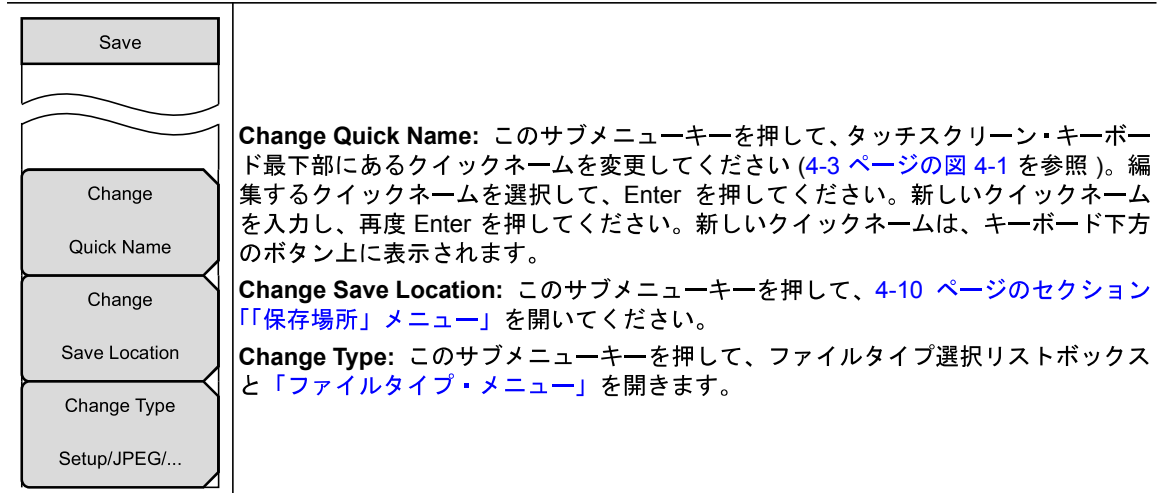 Save
Change
Quick Name
Change
Save Location
Change Type
Setup/JPEG/...
Change Quick Name: このサブメニューキーを押して、タッチスクリーン・キーボー
ド最下部にあるクイックネームを変更してください (4-3 ページの図 4-1 を参照 )。編
集するクイックネームを選択して、Enter を押してください。新しいクイックネーム
を入力し、再度 Enter を押してください。新しいクイックネームは、キーボード下方
のボタン上に表示されます。
Change Save Location: このサブメニューキーを押して、4-10 ページのセクション
「「保存場所」メニュー」を開いてください。
Change Type: このサブメニューキーを押して、ファイルタイプ選択リストボックス
と「ファイルタイプ・メニュー」を開きます。